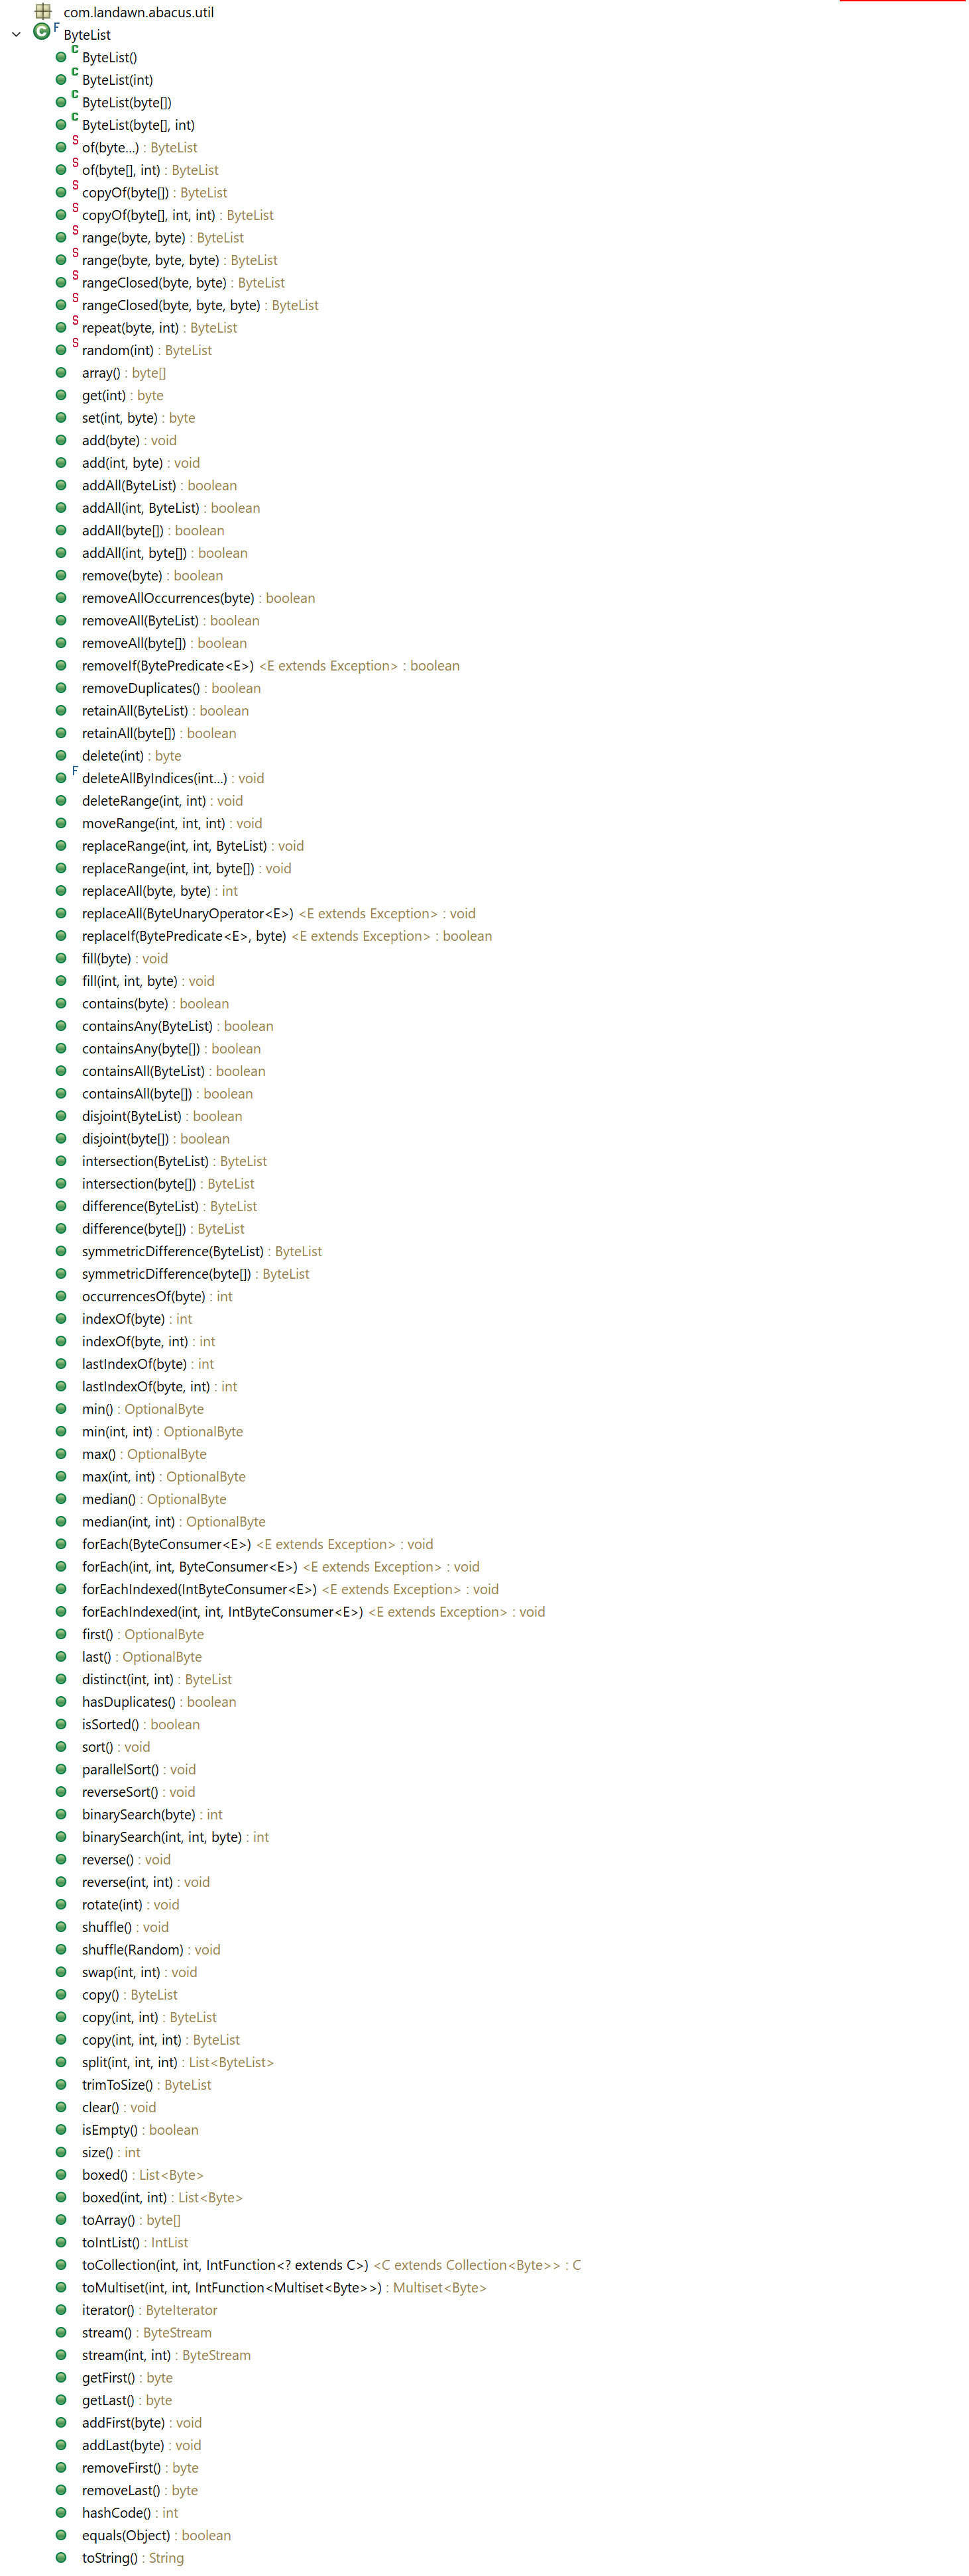 com.landawn.abacus.util
C F ByteList
C ByteList()
C ByteList(int)
C ByteList(byte[])
C ByteList(byte[], int)
S of(byte...) : ByteList
S of(byte[], int) : ByteList
S copyOf(byte[]) : ByteList
S copyOf(byte[], int, int) : ByteList
S range(byte, byte) : ByteList
S range(byte, byte, byte) : ByteList
S rangeClosed(byte, byte) : ByteList
S rangeClosed(byte, byte, byte) : ByteList
S repeat(byte, int) : ByteList
S random(int) : ByteList
array() : byte[]
get(int) : byte
set(int, byte) : byte
add(byte) : void
add(int, byte) : void
addAll(ByteList) : boolean
addAll(int, ByteList) : boolean
addAll(byte[]) : boolean
addAll(int, byte[]) : boolean
remove(byte) : boolean
removeAllOccurrences(byte) : boolean
removeAll(ByteList) : boolean
removeAll(byte[]) : boolean
removeIf(BytePredicate<E>) <E extends Exception> : boolean
removeDuplicates() : boolean
retainAll(ByteList) : boolean
retainAll(byte[]) : boolean
delete(int) : byte
F deleteAllByIndices(int...) : void
deleteRange(int, int) : void
moveRange(int, int, int) : void
replaceRange(int, int, ByteList) : void
replaceRange(int, int, byte[]) : void
replaceAll(byte, byte) : int
replaceAll(ByteUnaryOperator<E>) <E extends Exception> : void
replaceIf(BytePredicate<E>, byte) <E extends Exception> : boolean
fill(byte) : void
fill(int, int, byte) : void
contains(byte) : boolean
containsAny(ByteList) : boolean
containsAny(byte[]) : boolean
containsAll(ByteList) : boolean
containsAll(byte[]) : boolean
disjoint(ByteList) : boolean
disjoint(byte[]) : boolean
intersection(ByteList) : ByteList
intersection(byte[]) : ByteList
difference(ByteList) : ByteList
difference(byte[]) : ByteList
symmetricDifference(ByteList) : ByteList
symmetricDifference(byte[]) : ByteList
occurrencesOf(byte) : int
indexOf(byte) : int
indexOf(byte, int) : int
lastIndexOf(byte) : int
lastIndexOf(byte, int) : int
min() : OptionalByte
min(int, int) : OptionalByte
max() : OptionalByte
max(int, int) : OptionalByte
median() : OptionalByte
median(int, int) : OptionalByte
forEach(ByteConsumer<E>) <E extends Exception> : void
forEach(int, int, ByteConsumer<E>) <E extends Exception> : void
forEachIndexed(IntByteConsumer<E>) <E extends Exception> : void
forEachIndexed(int, int, IntByteConsumer<E>) <E extends Exception> : void
first() : OptionalByte
last() : OptionalByte
distinct(int, int) : ByteList
hasDuplicates() : boolean
isSorted() : boolean
sort() : void
parallelSort() : void
reverseSort() : void
binarySearch(byte) : int
binarySearch(int, int, byte) : int
reverse() : void
reverse(int, int) : void
rotate(int) : void
shuffle() : void
shuffle(Random) : void
swap(int, int) : void
copy() : ByteList
copy(int, int) : ByteList
copy(int, int, int) : ByteList
split(int, int, int) : List<ByteList>
trimToSize() : ByteList
clear() : void
isEmpty() : boolean
size() : int
boxed() : List<Byte>
boxed(int, int) : List<Byte>
toArray() : byte[]
toIntList() : IntList
toCollection(int, int, IntFunction<? extends C>) <C extends Collection<Byte>> : C
toMultiset(int, int, IntFunction<Multiset<Byte>>) : Multiset<Byte>
iterator() : ByteIterator
stream() : ByteStream
stream(int, int) : ByteStream
getFirst() : byte
getLast() : byte
addFirst(byte) : void
addLast(byte) : void
removeFirst() : byte
removeLast() : byte
hashCode() : int
equals(Object) : boolean
toString() : String